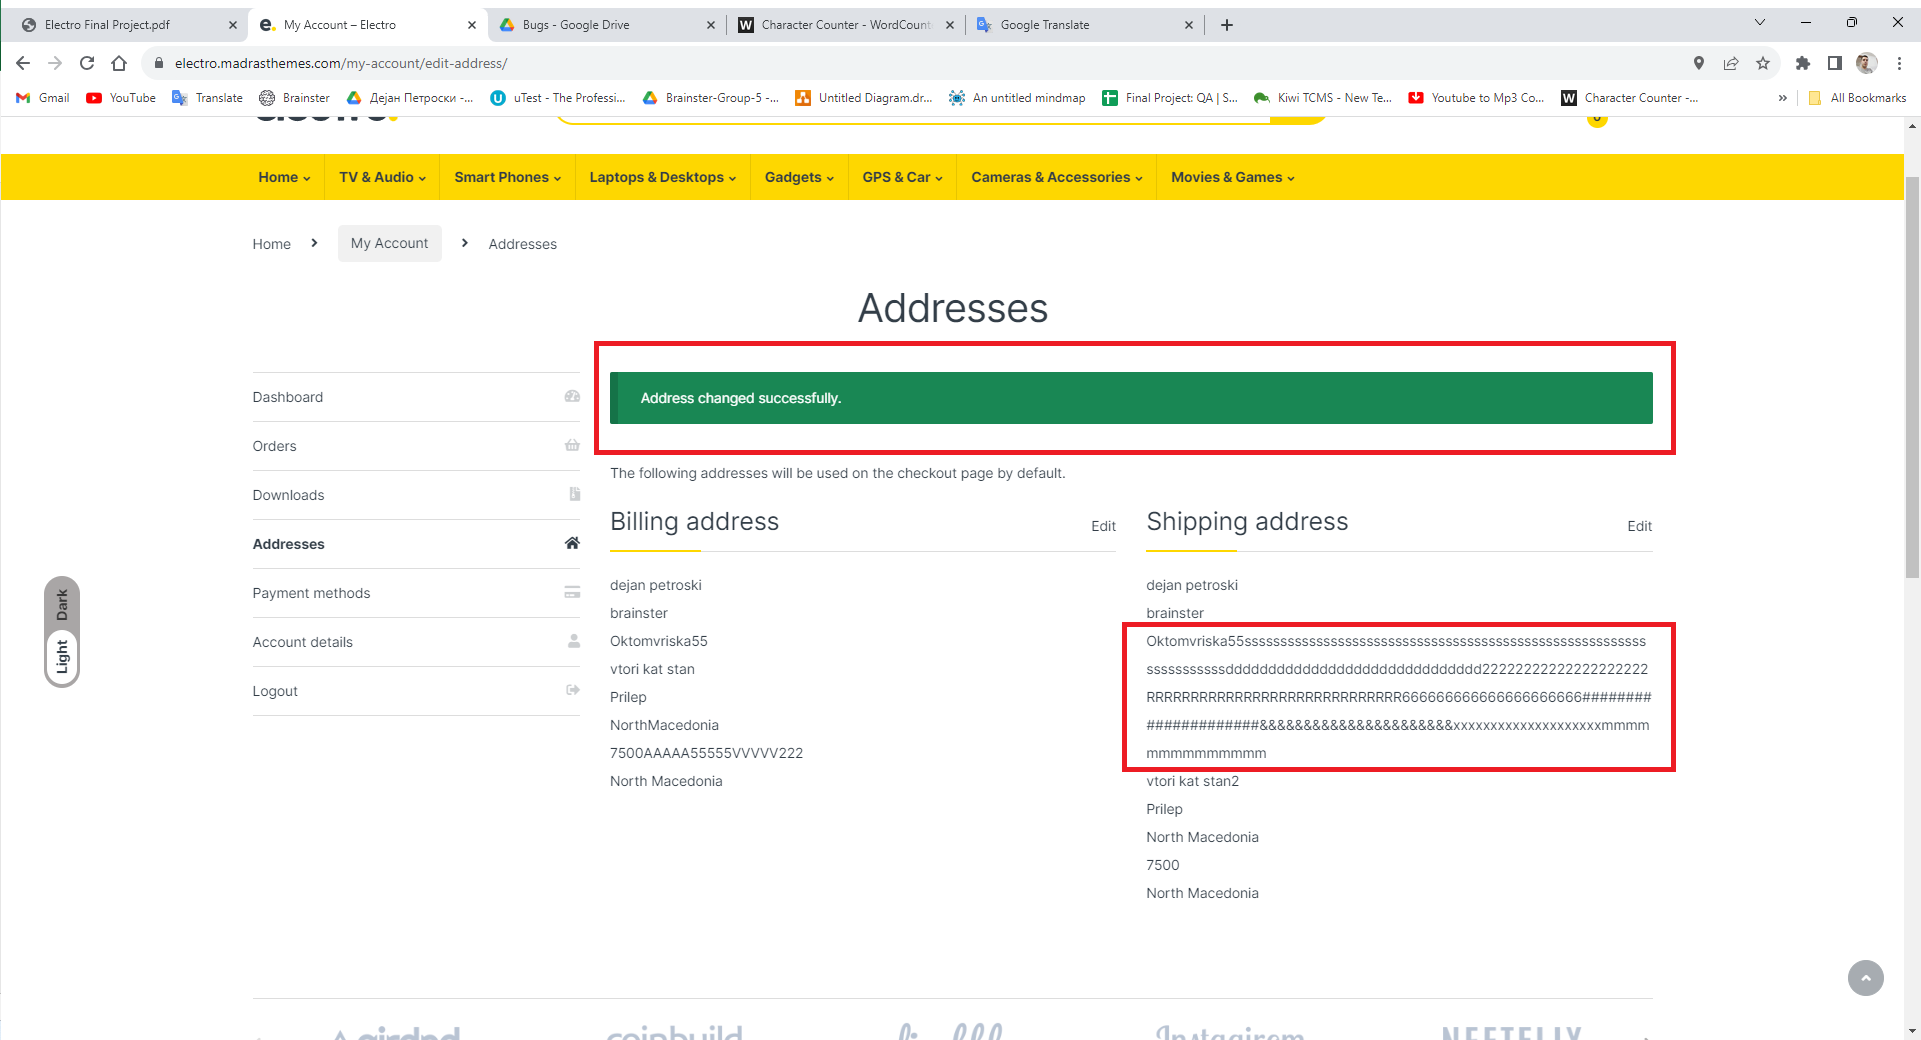 Electro Final Project.pdf
My Account – Electro
Bugs - Google Drive
Character Counter - WordCount
Google Translate
electro.madrasthemes.com/my-account/edit-address/
Gmail
YouTube
Translate
Brainster
Дејан Петроски -...
uTest - The Professi...
Brainster-Group-5 -...
Untitled Diagram.dr...
An untitled mindmap
Final Project: QA | S...
Kiwi TCMS - New Te...
Youtube to Mp3 Co...
Character Counter -...
All Bookmarks
Home
TV & Audio
Smart Phones
Laptops & Desktops
Gadgets
GPS & Car
Cameras & Accessories
Movies & Games
Home
My Account
Addresses
Addresses
Dashboard
Orders
Downloads
Addresses
Payment methods
Account details
Logout
Dark
Light
Address changed successfully.
The following addresses will be used on the checkout page by default.
Billing address
Edit
dejan petroski
brainster
Oktomvriska55
vtori kat stan
Prilep
NorthMacedonia
7500AAAAA55555VVVVV222
North Macedonia
Shipping address
Edit
dejan petroski
brainster
Oktomvriska55ssssssssssssssssssssssssssssssssssssssssssssssssssssssss
sssssssssssddddddddddddddddddddddddddddddd2222222222222222222
RRRRRRRRRRRRRRRRRRRRRRRRRRRRR66666666666666666666#########
################&&&&&&&&&&&&&&&&&&&&&&xxxxxxxxxxxxxxxxxxxxmmmm
mmmmmmmmmm
vtori kat stan2
Prilep
North Macedonia
7500
North Macedonia